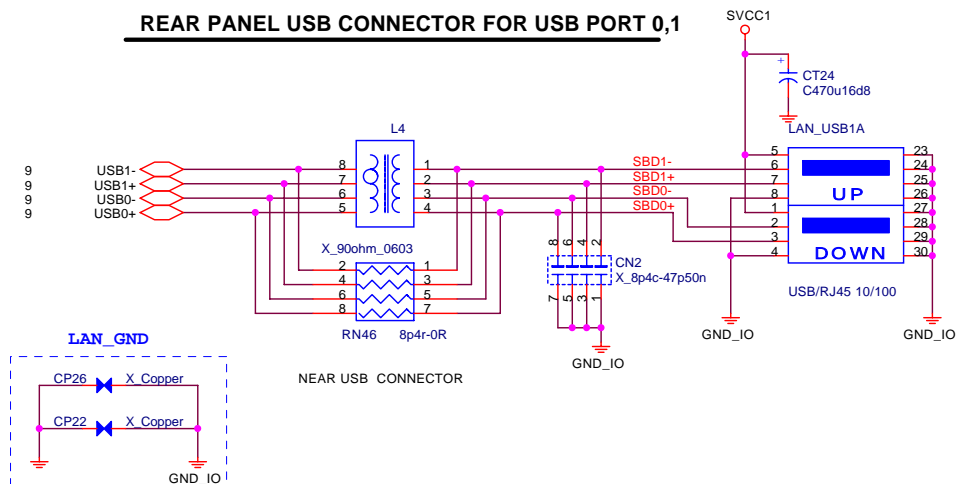 REAR PANEL USB CONNECTOR FOR USB PORT 0,1
SVCC1
+
CT24
C470u16d8
L4
LAN_USB1A
9 USB1- 8 1 SBD1- 5 23
9 USB1+ 7 2 SBD1+ 6 24
9 USB0- 6 3 SBD0- 7 25
9 USB0+ 5 4 SBD0+ 8 26
UP
1 27
2 28
3 29
4 30
DOWN
X_90ohm_0603
2 1
4 3
6 5
8 7
RN46 8p4r-0R
8 6 4 2
CN2
X_8p4c-47p50n
7 5 3 1
USB/RJ45 10/100
GND_IO
GND_IO
GND_IO
NEAR USB CONNECTOR
LAN_GND
CP26 X_Copper
CP22 X_Copper
GND_IO